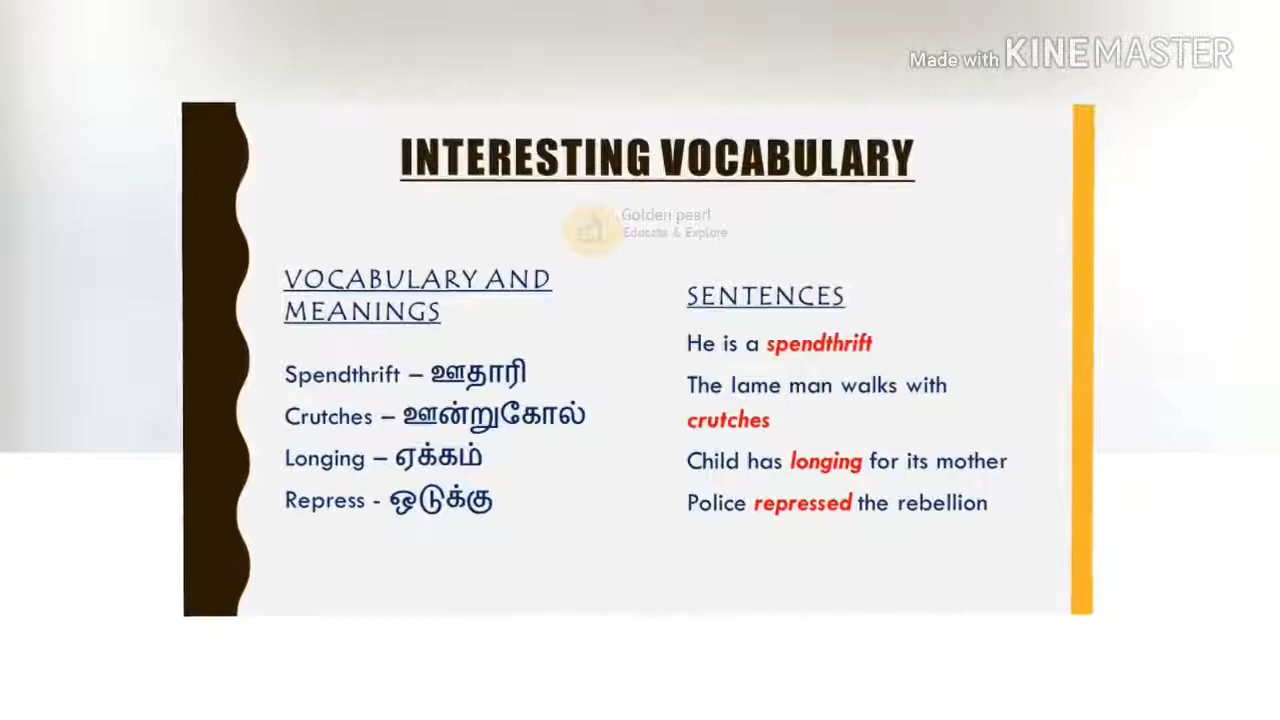 Made with KINEMASTER
INTERESTING VOCABULARY
Golden pearl
Educate & Explore
VOCABULARY AND
MEANINGS
Spendthrift – ஊதாரி
Crutches – ஊன்றுகோல்
Longing – ஏக்கம்
Repress - ஒடுக்கு
SENTENCES
He is a spendthrift
The lame man walks with
crutches
Child has longing for its mother
Police repressed the rebellion